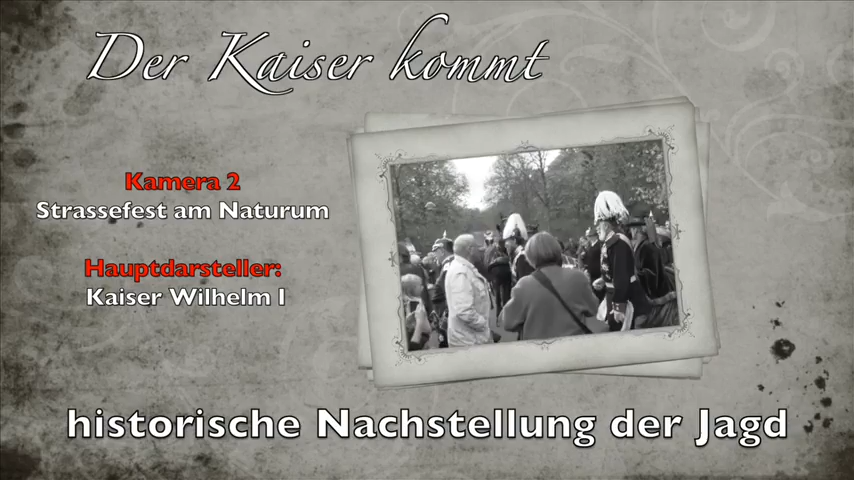 Der Kaiser kommt
Kamera 2
Strassefest am Naturum
Hauptdarsteller:
Kaiser Wilhelm I
historische Nachstellung der Jagd